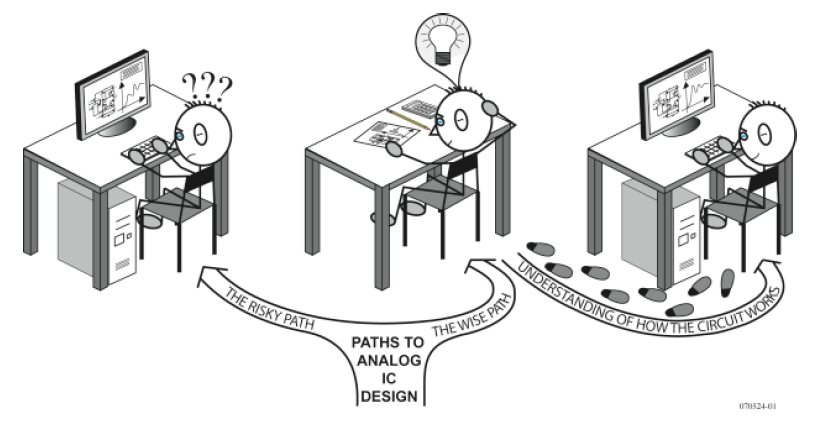 ???
THE RISKY PATH
THE WISE PATH
UNDERSTANDING OF HOW THE CIRCUIT WORKS
PATHS TO
ANALOG
IC
DESIGN
070524-01